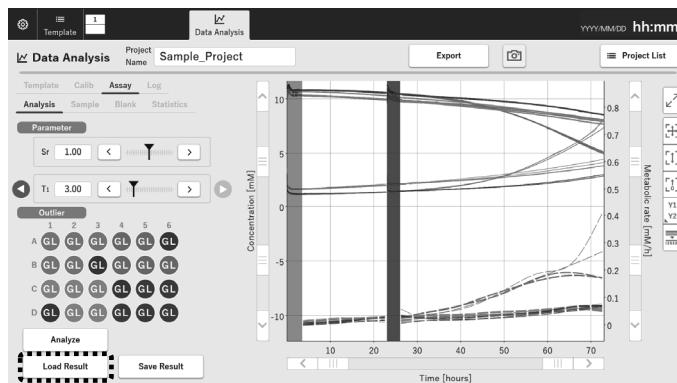 Template
1
Data Analysis
YYYY/MM/DD hh:mm
Data Analysis
Project Name
Sample_Project
Export
Project List
Template Calib Assay Log
Analysis Sample Blank Statistics
Parameter
Sr 1.00
T1 3.00
Outlier
1 2 3 4 5 6
A GL GL GL GL GL GL
B GL GL GL GL GL GL
C GL GL GL GL GL GL
D GL GL GL GL GL GL
Analyze
Load Result
Save Result
Concentration [mM]
10
5
0
-5
-10
10 20 30 40 50 60 70
Time [hours]
0.8
0.7
0.6
0.5
0.4
0.3
0.2
0.1
0
Metabolic rate [mM/h]
Y1
Y2